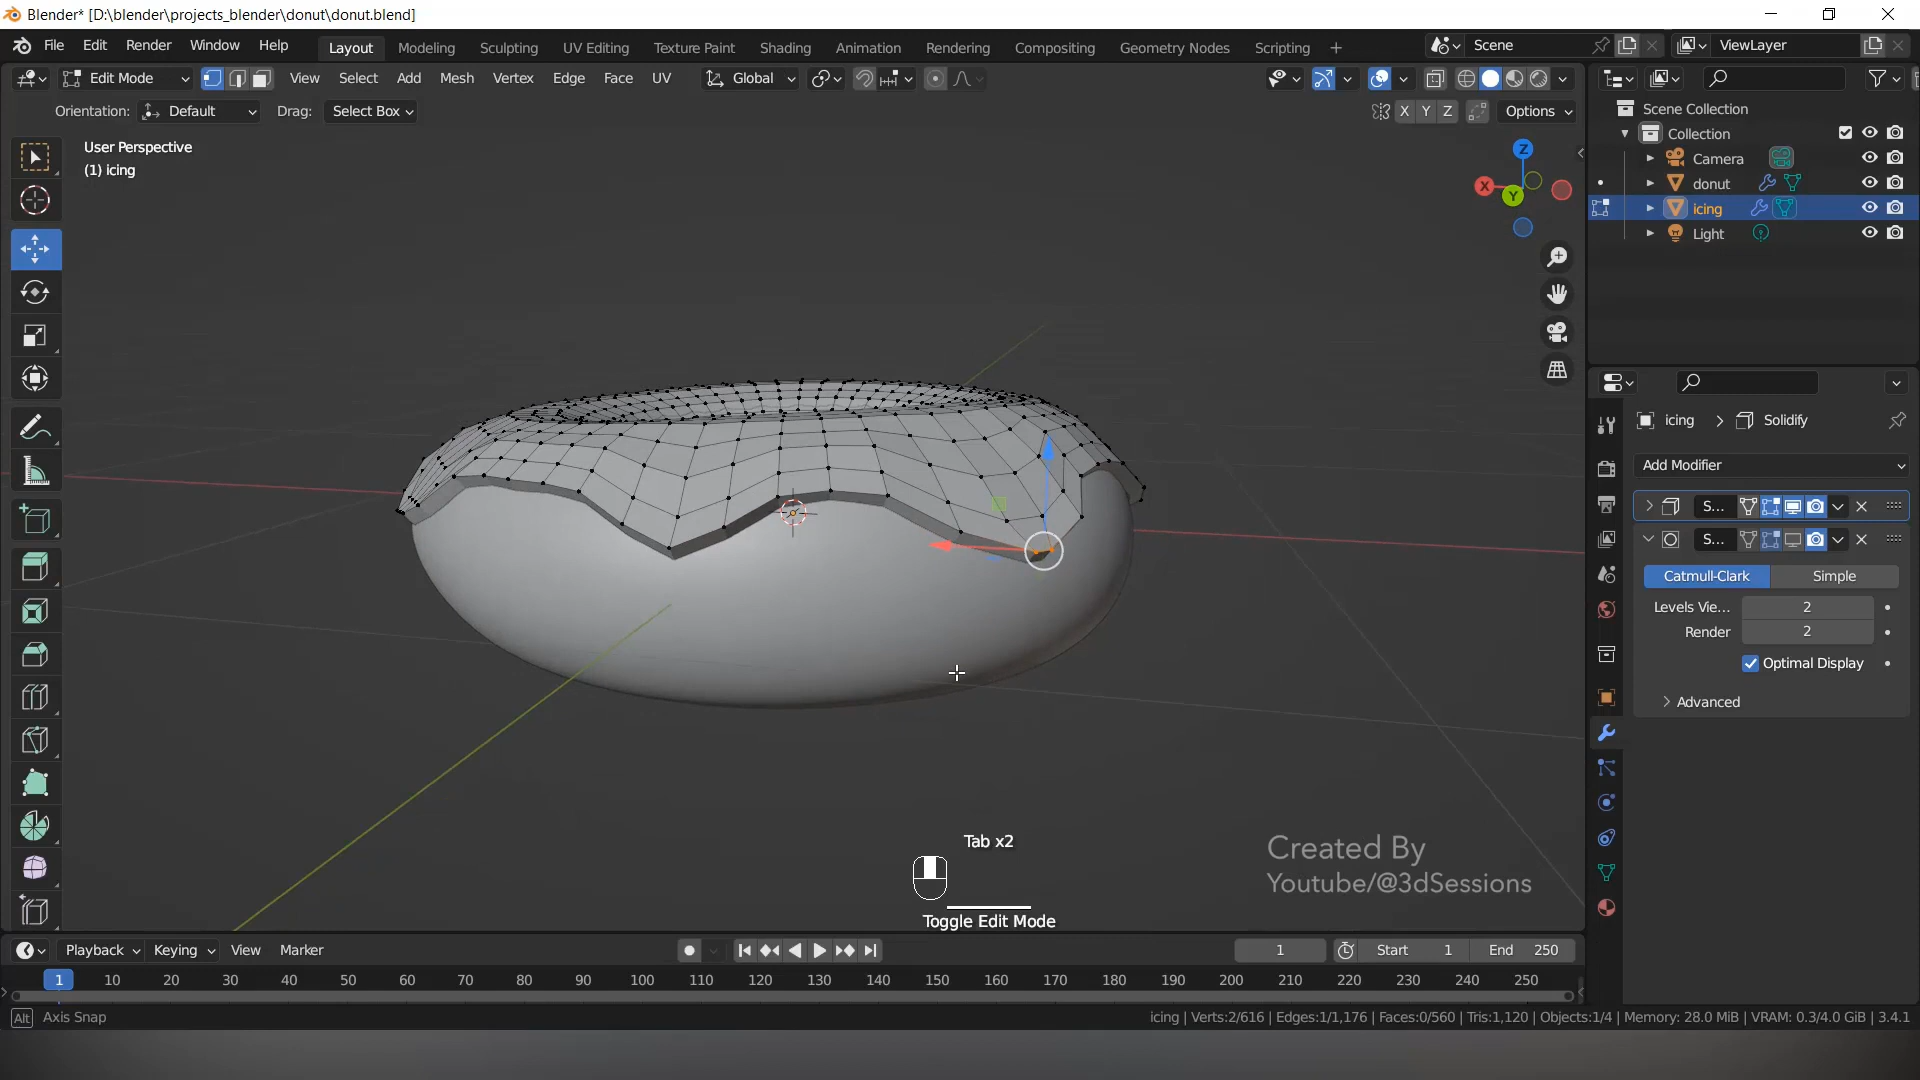 Blender* [D:\blender\projects_blender\donut\donut.blend]
File Edit Render Window Help Layout Modeling Sculpting UV Editing Texture Paint Shading Animation Rendering Compositing Geometry Nodes Scripting + Scene ViewLayer
Edit Mode View Select Add Mesh Vertex Edge Face UV Global
Orientation: Default Drag: Select Box X Y Z Options
User Perspective
(1) icing
Z
X
Y
Scene Collection
Collection
Camera
donut
icing
Light
icing > Solidify
Add Modifier
S...
S...
Catmull-Clark Simple
Levels Vie... 2
Render 2
Optimal Display
Advanced
Tab x2
Toggle Edit Mode
Created By
Youtube/@3dSessions
Playback Keying View Marker 1 Start 1 End 250
1 10 20 30 40 50 60 70 80 90 100 110 120 130 140 150 160 170 180 190 200 210 220 230 240 250
Alt Axis Snap
icing | Verts:2/616 | Edges:1/1,176 | Faces:0/560 | Tris:1,120 | Objects:1/4 | Memory: 28.0 MiB | VRAM: 0.3/4.0 GiB | 3.4.1